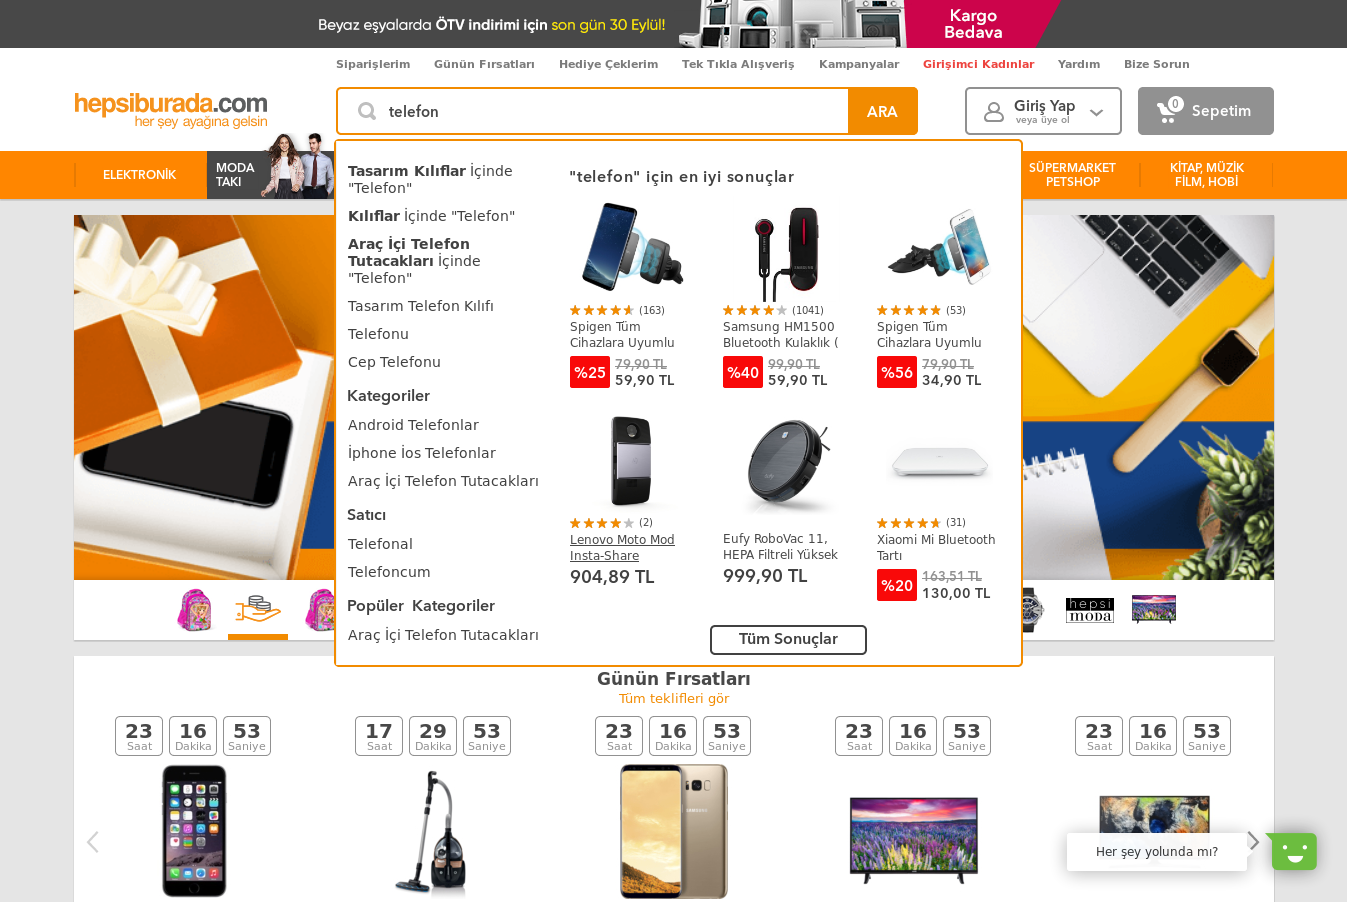 Beyaz eşyalarda ÖTV indirimi için son gün 30 Eylül!
Kargo
Bedava
Siparişlerim
Günün Fırsatları
Hediye Çeklerim
Tek Tıkla Alışveriş
Kampanyalar
Girişimci Kadınlar
Yardım
Bize Sorun
hepsiburada.com
her şey ayağına gelsin
telefon
ARA
Giriş Yap
veya üye ol
0
Sepetim
ELEKTRONİK
MODA
TAKI
SÜPERMARKET
PETSHOP
KİTAP, MÜZİK
FİLM, HOBİ
Tasarım Kılıflar İçinde
"Telefon"
Kılıflar İçinde "Telefon"
Araç İçi Telefon
Tutacakları İçinde
"Telefon"
Tasarım Telefon Kılıfı
Telefonu
Cep Telefonu
Kategoriler
Android Telefonlar
İphone İos Telefonlar
Araç İçi Telefon Tutacakları
Satıcı
Telefonal
Telefoncum
Popüler Kategoriler
Araç İçi Telefon Tutacakları
"telefon" için en iyi sonuçlar
(163)
Spigen Tüm
Cihazlara Uyumlu
%25
79,90 TL
59,90 TL
(1041)
Samsung HM1500
Bluetooth Kulaklık (
%40
99,90 TL
59,90 TL
(53)
Spigen Tüm
Cihazlara Uyumlu
%56
79,90 TL
34,90 TL
(2)
Lenovo Moto Mod
Insta-Share
904,89 TL
Eufy RoboVac 11,
HEPA Filtreli Yüksek
999,90 TL
(31)
Xiaomi Mi Bluetooth
Tartı
%20
163,51 TL
130,00 TL
Tüm Sonuçlar
hepsi
moda
Günün Fırsatları
Tüm teklifleri gör
23 16 53
Saat Dakika Saniye
17 29 53
Saat Dakika Saniye
23 16 53
Saat Dakika Saniye
23 16 53
Saat Dakika Saniye
23 16 53
Saat Dakika Saniye
SAMSUNG
Her şey yolunda mı?